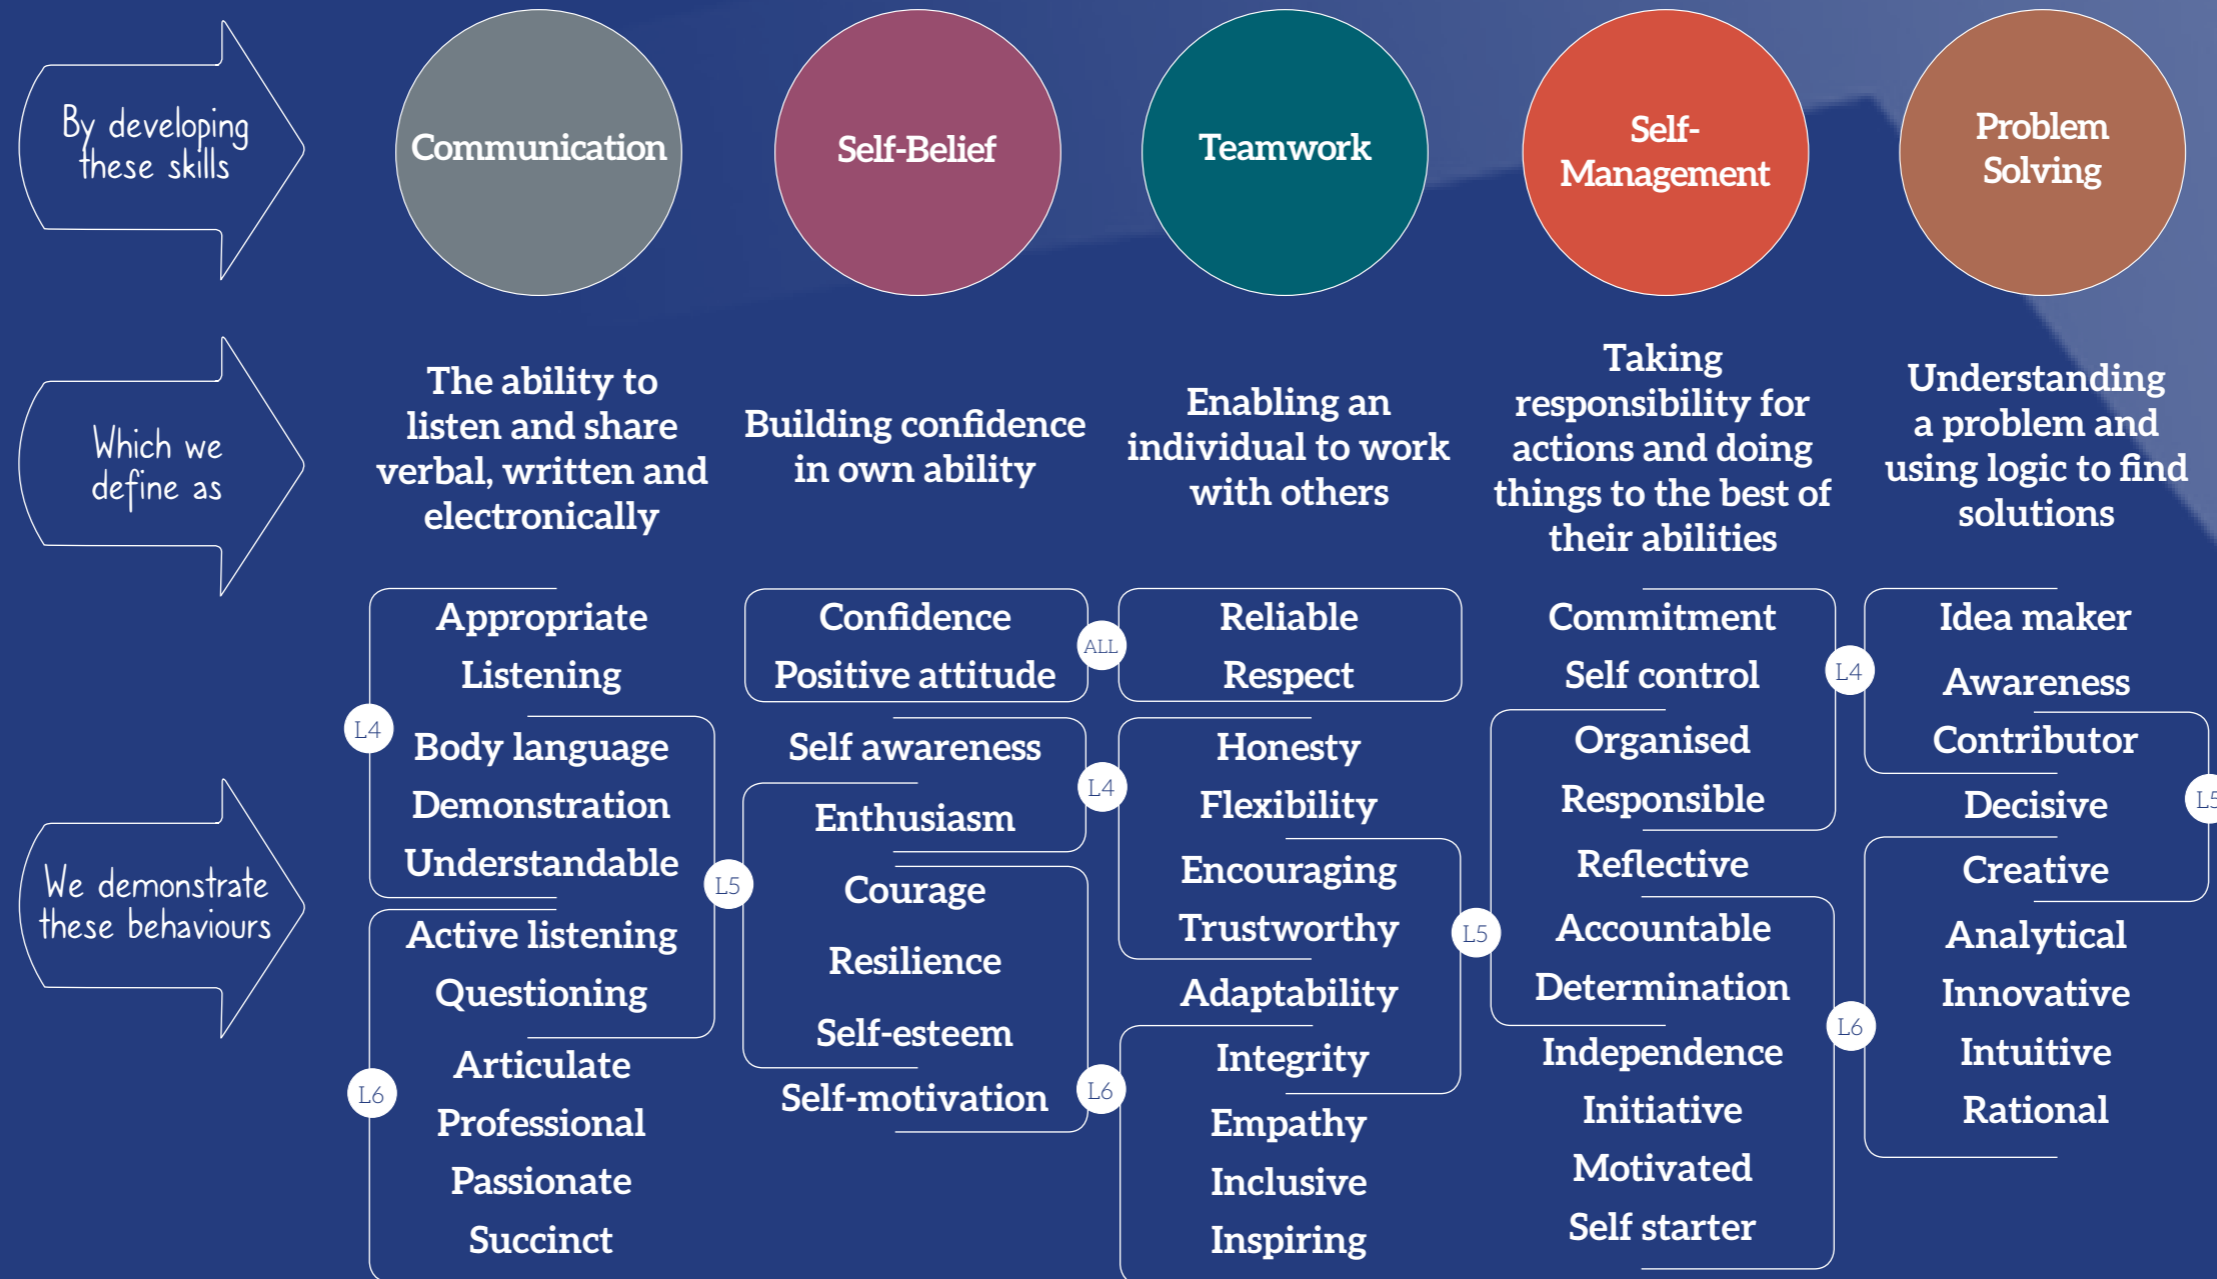 By developing
these skills
Communication
Self-Belief
Teamwork
Self-
Management
Problem
Solving
Which we
define as
The ability to
listen and share
verbal, written and
electronically
Building confidence
in own ability
Enabling an
individual to work
with others
Taking
responsibility for
actions and doing
things to the best of
their abilities
Understanding
a problem and
using logic to find
solutions
We demonstrate
these behaviours
L4
Appropriate
Listening
Body language
Demonstration
Understandable
L5
Active listening
Questioning
L6
Articulate
Professional
Passionate
Succinct
Confidence
Positive attitude
ALL
Self awareness
Enthusiasm
L4
Courage
Resilience
Self-esteem
Self-motivation
L6
Reliable
Respect
Honesty
Flexibility
Encouraging
Trustworthy
Adaptability
Integrity
Empathy
Inclusive
Inspiring
L5
Commitment
Self control
L4
Organised
Responsible
Reflective
Accountable
Determination
L6
Independence
Initiative
Motivated
Self starter
Idea maker
Awareness
Contributor
Decisive
L5
Creative
Analytical
Innovative
Intuitive
Rational